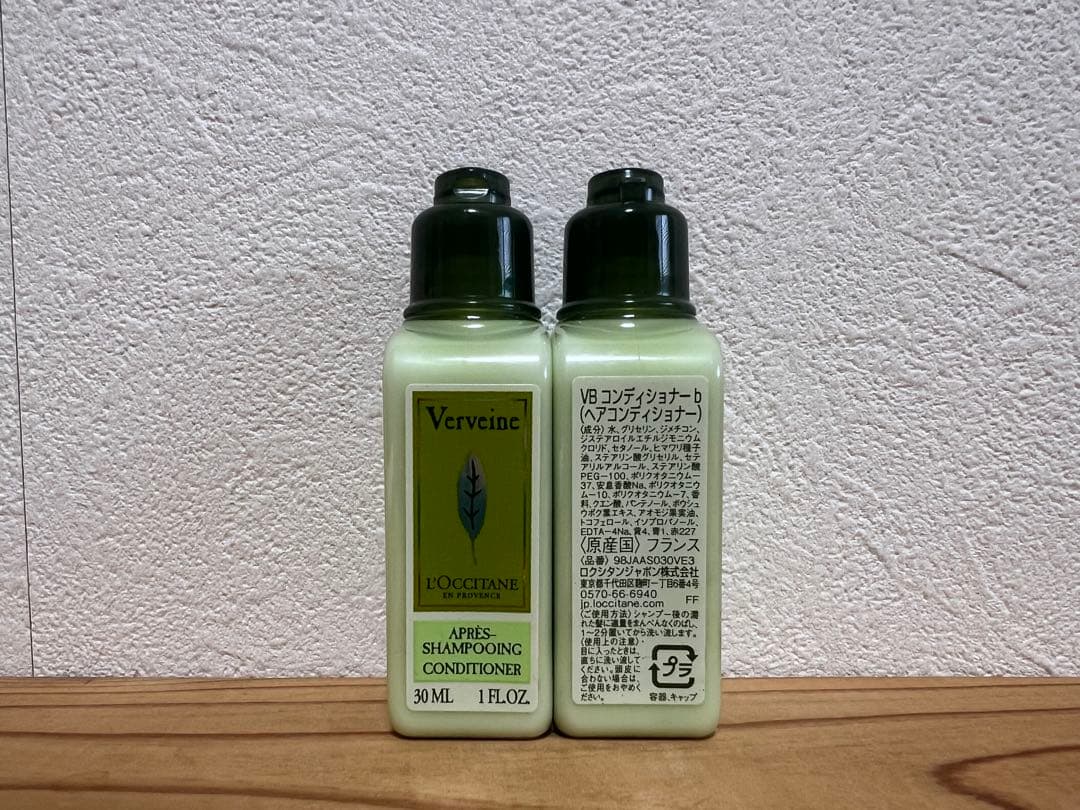 Verveine
L'OCCITANE
EN PROVENCE
APRÈS-
SHAMPOOING
CONDITIONER
30 ML 1 FL.OZ.
VB コンディショナー b
(ヘアコンディショナー)
〈成分〉水、グリセリン、ジメチコン、
ジステアロイルエチルジモニウム
クロリド、セタノール、ヒマワリ種子
油、ステアリン酸グリセリル、セテ
アリルアルコール、ステアリン酸
PEG-100、ポリクオタニウム-
37、安息香酸Na、ポリクオタニウ
ム-10、ポリクオタニウム-7、香
料、クエン酸、パンテノール、ボウシュ
ウボク葉エキス、アオモジ果実油、
トコフェロール、イソプロパノール、
EDTA-4Na、黄4、青1、赤227
〈原産国〉フランス
〈品番〉98JAAS030VE3
ロクシタンジャポン株式会社
東京都千代田区麹町一丁目6番4号
0570-66-6940
jp.loccitane.com FF
〈ご使用方法〉シャンプー後の濡
れた髪に適量をまんべんなくのばし、
1〜2分置いてから洗い流します。
〈使用上の注意〉・
目に入ったときは、
直ちに洗い流して
ください。頭皮に
合わない場合は、
ご使用をおやめく
ださい。
プラ
容器、キャップ